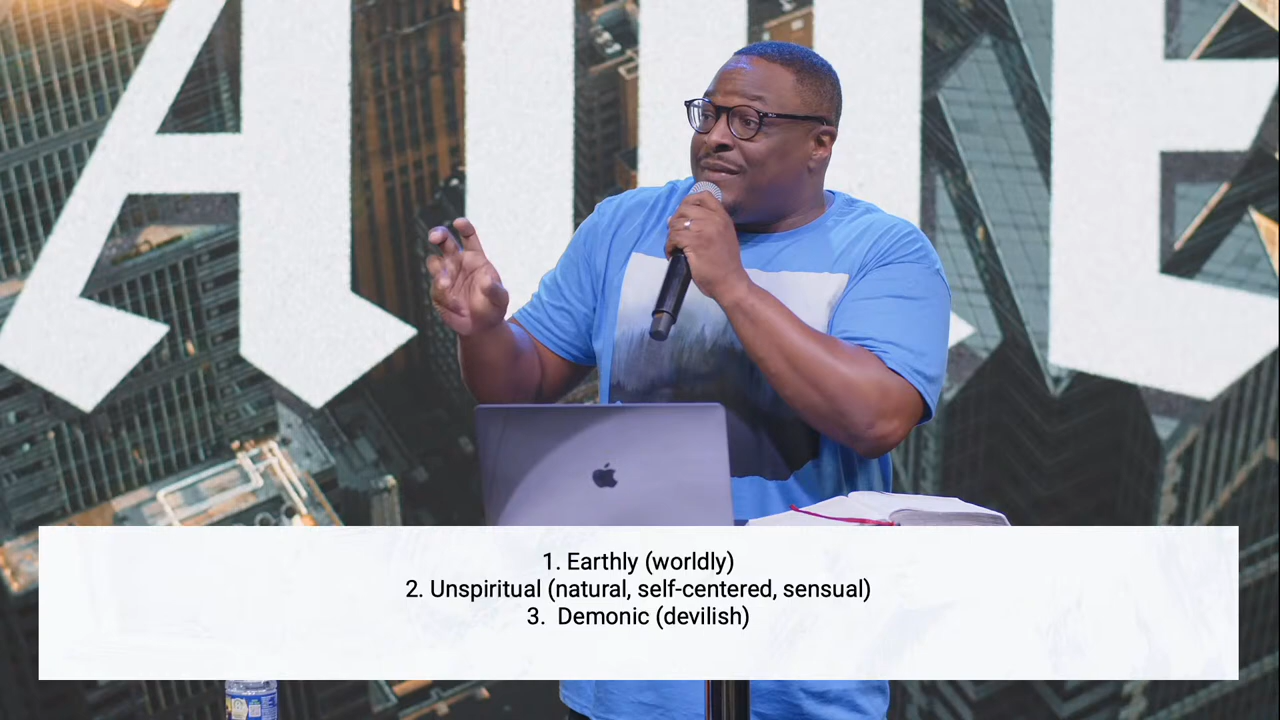 1. Earthly (worldly)
2. Unspiritual (natural, self-centered, sensual)
3. Demonic (devilish)